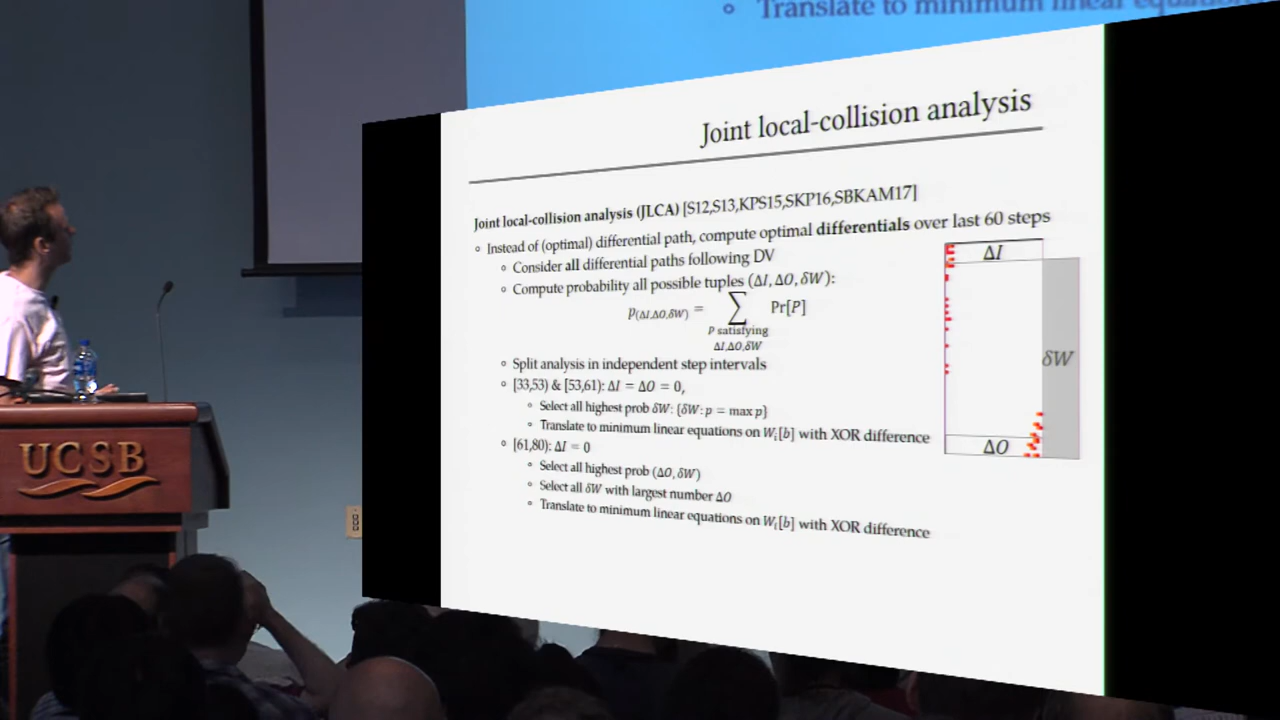 Translate to minimum linear equations
Joint local-collision analysis
Joint local-collision analysis (JLCA) [S12,S13,KPS15,SKP16,SBKAM17]
Instead of (optimal) differential path, compute optimal differentials over last 60 steps
Consider all differential paths following DV
Compute probability all possible tuples (ΔI, ΔO, δW):
p(ΔI,ΔO,δW) = ∑ Pr[P]
P satisfying
ΔI,ΔO,δW
Split analysis in independent step intervals
[33,53) & [53,61): ΔI = ΔO = 0,
Select all highest prob δW: {δW: p = max p}
Translate to minimum linear equations on Wi[b] with XOR difference
[61,80): ΔI = 0
Select all highest prob (ΔO, δW)
Select all δW with largest number ΔO
Translate to minimum linear equations on Wi[b] with XOR difference
ΔI
δW
ΔO
UCSB